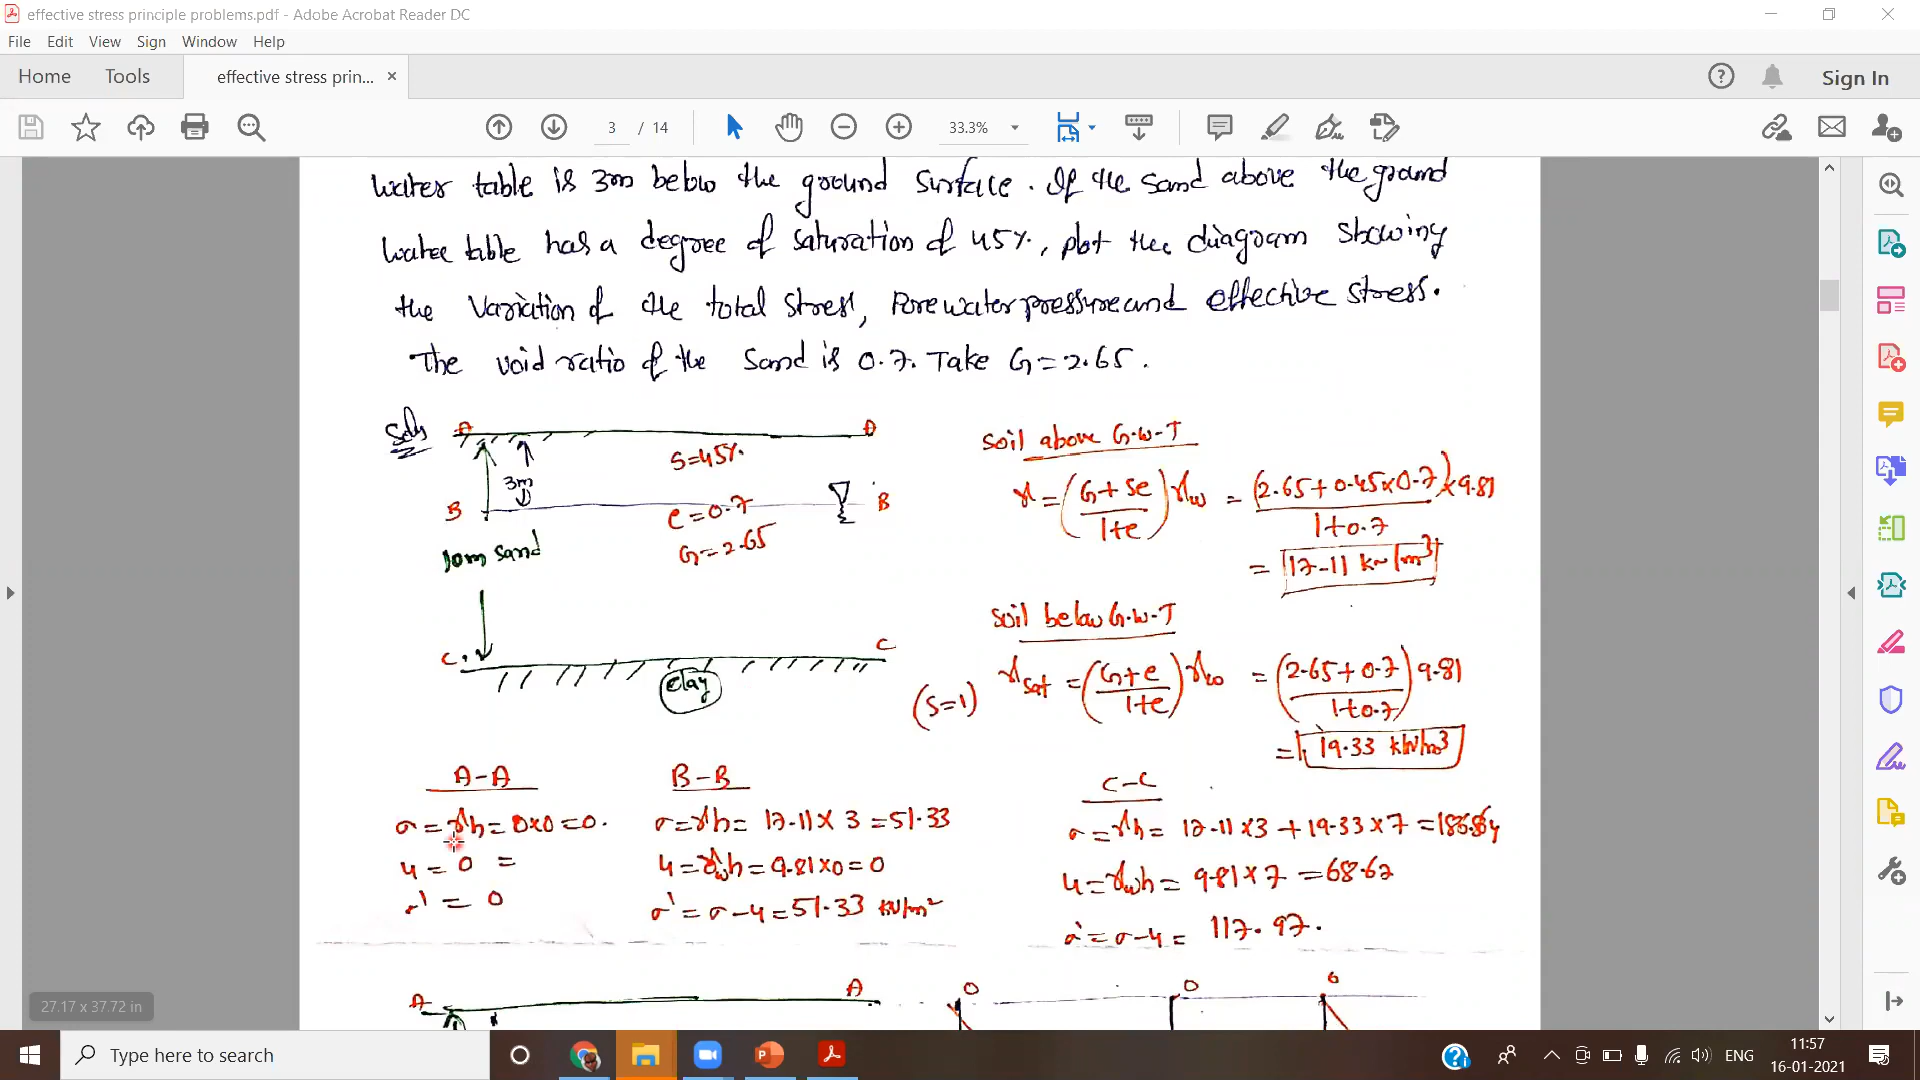 effective stress principle problems.pdf - Adobe Acrobat Reader DC
File Edit View Sign Window Help
Home Tools effective stress prin... × Sign In
3 / 14 33.3%
water table is 3m below the ground surface. If the sand above the ground
water table has a degree of saturation of 45%, plot the diagram showing
the variation of the total stress, Pore water pressure and effective stress.
The void ratio of the sand is 0.7. Take G=2.65.
Soln
A A
S=45%
3m
B B
e=0.7
G=2.65
10m sand
C C
clay
soil above G.W.T
γ = (G+Se / 1+e) γw = (2.65+0.45×0.7) × 9.81 / 1+0.7
= 17.11 kN/m³
soil below G.W.T
(S=1) γsat = (G+e / 1+e) γw = (2.65+0.7 / 1+0.7) 9.81
= 19.33 kN/m³
A-A
σ=γh=0×0=0.
u=0 =
σ' = 0
B-B
σ=γh= 17.11×3=51.33
u=γwh=9.81×0=0
σ'=σ-u=51.33 kN/m²
C-C
σ=γh= 17.11×3+19.33×7=186.64
u=γwh= 9.81×7=68.67
σ'=σ-u= 117.97.
A A 0 0 0
27.17 x 37.72 in
Type here to search
ENG
11:57
16-01-2021